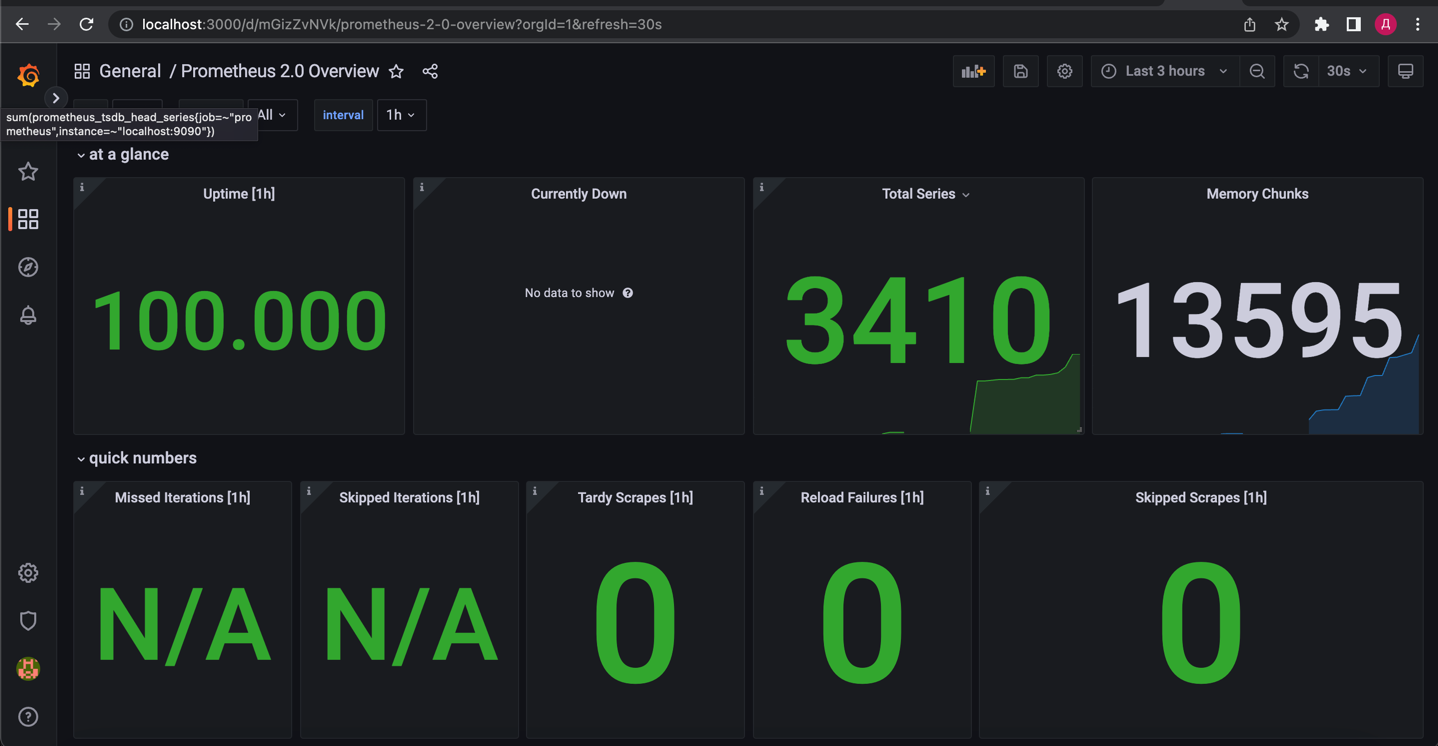 localhost:3000/d/mGizZvNVk/prometheus-2-0-overview?orgId=1&refresh=30s
Д
General / Prometheus 2.0 Overview
Last 3 hours
30s
sum(prometheus_tsdb_head_series{job=~"pro
metheus",instance=~"localhost:9090"})
All
interval
1h
at a glance
Uptime [1h]
Currently Down
Total Series
Memory Chunks
100.000
No data to show
3410
13595
quick numbers
Missed Iterations [1h]
Skipped Iterations [1h]
Tardy Scrapes [1h]
Reload Failures [1h]
Skipped Scrapes [1h]
N/A
N/A
0
0
0